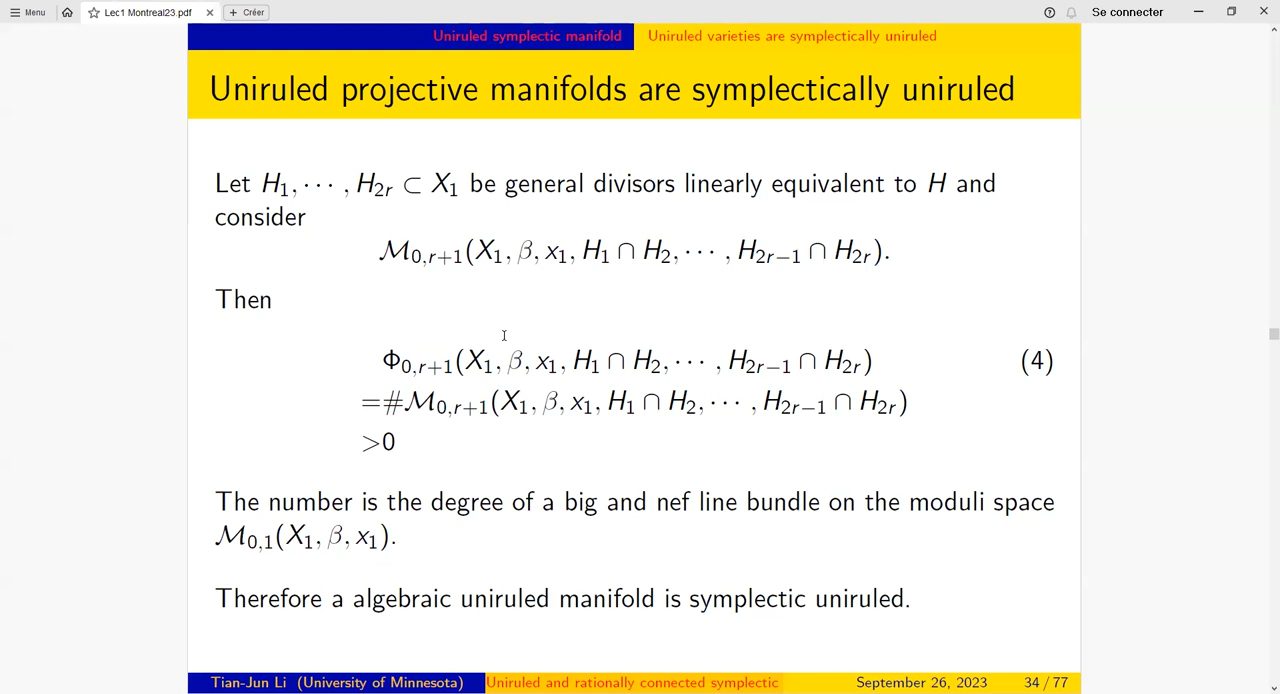 Menu
Lec1 Montreal23.pdf
Créer
Se connecter
Uniruled symplectic manifold Uniruled varieties are symplectically uniruled
Uniruled projective manifolds are symplectically uniruled
Let H₁, ⋯ , H₂ᵣ ⊂ X₁ be general divisors linearly equivalent to H and
consider
ℳ₀,ᵣ₊₁(X₁, β, x₁, H₁ ∩ H₂, ⋯ , H₂ᵣ₋₁ ∩ H₂ᵣ).
Then
Φ₀,ᵣ₊₁(X₁, β, x₁, H₁ ∩ H₂, ⋯ , H₂ᵣ₋₁ ∩ H₂ᵣ) (4)
=#ℳ₀,ᵣ₊₁(X₁, β, x₁, H₁ ∩ H₂, ⋯ , H₂ᵣ₋₁ ∩ H₂ᵣ)
>0
The number is the degree of a big and nef line bundle on the moduli space
ℳ₀,₁(X₁, β, x₁).
Therefore a algebraic uniruled manifold is symplectic uniruled.
Tian-Jun Li (University of Minnesota) Uniruled and rationally connected symplectic September 26, 2023 34 / 77